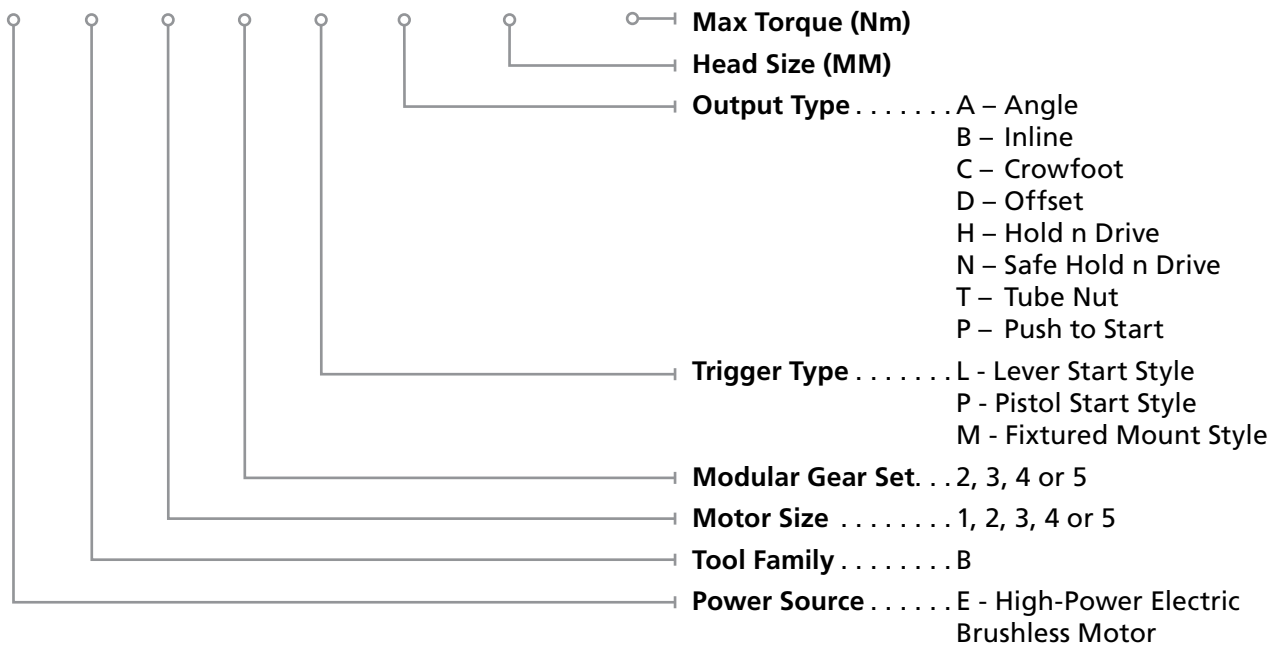 Max Torque (Nm)
Head Size (MM)
Output Type . . . . . . . A – Angle
B – Inline
C – Crowfoot
D – Offset
H – Hold n Drive
N – Safe Hold n Drive
T – Tube Nut
P – Push to Start
Trigger Type . . . . . . . L - Lever Start Style
P - Pistol Start Style
M - Fixtured Mount Style
Modular Gear Set. . . 2, 3, 4 or 5
Motor Size . . . . . . . . 1, 2, 3, 4 or 5
Tool Family . . . . . . . . B
Power Source . . . . . . E - High-Power Electric
Brushless Motor